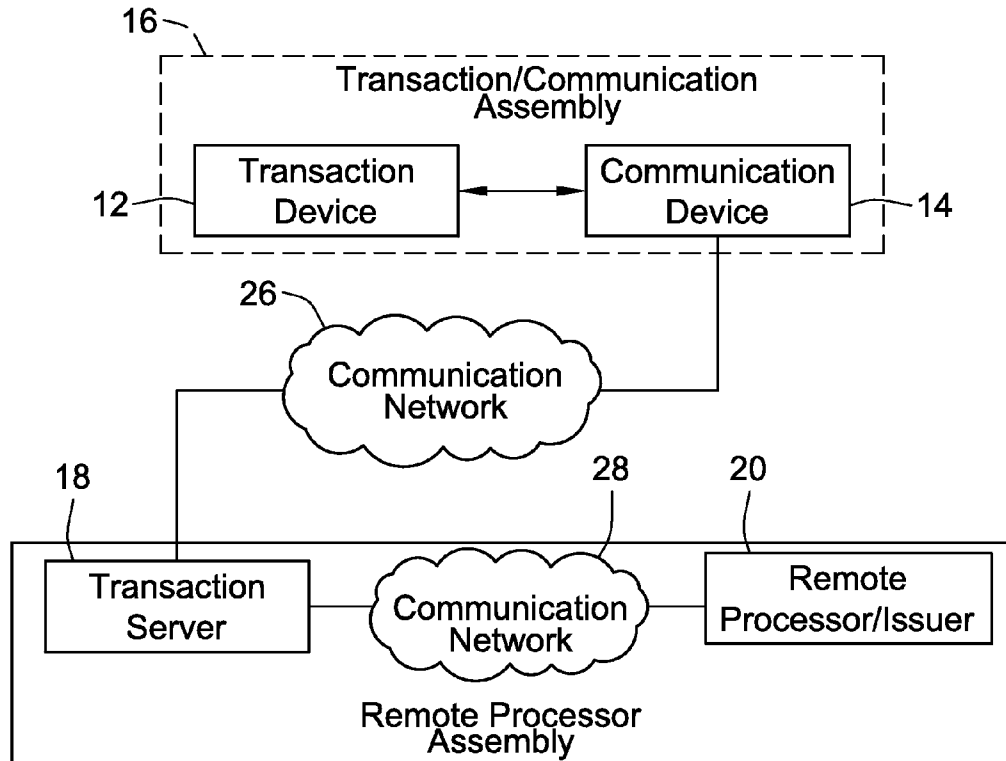 16
Transaction/Communication
Assembly
Transaction
Device
Communication
Device
12
14
26
Communication
Network
18
28
20
Transaction
Server
Communication
Network
Remote
Processor/Issuer
Remote Processor
Assembly